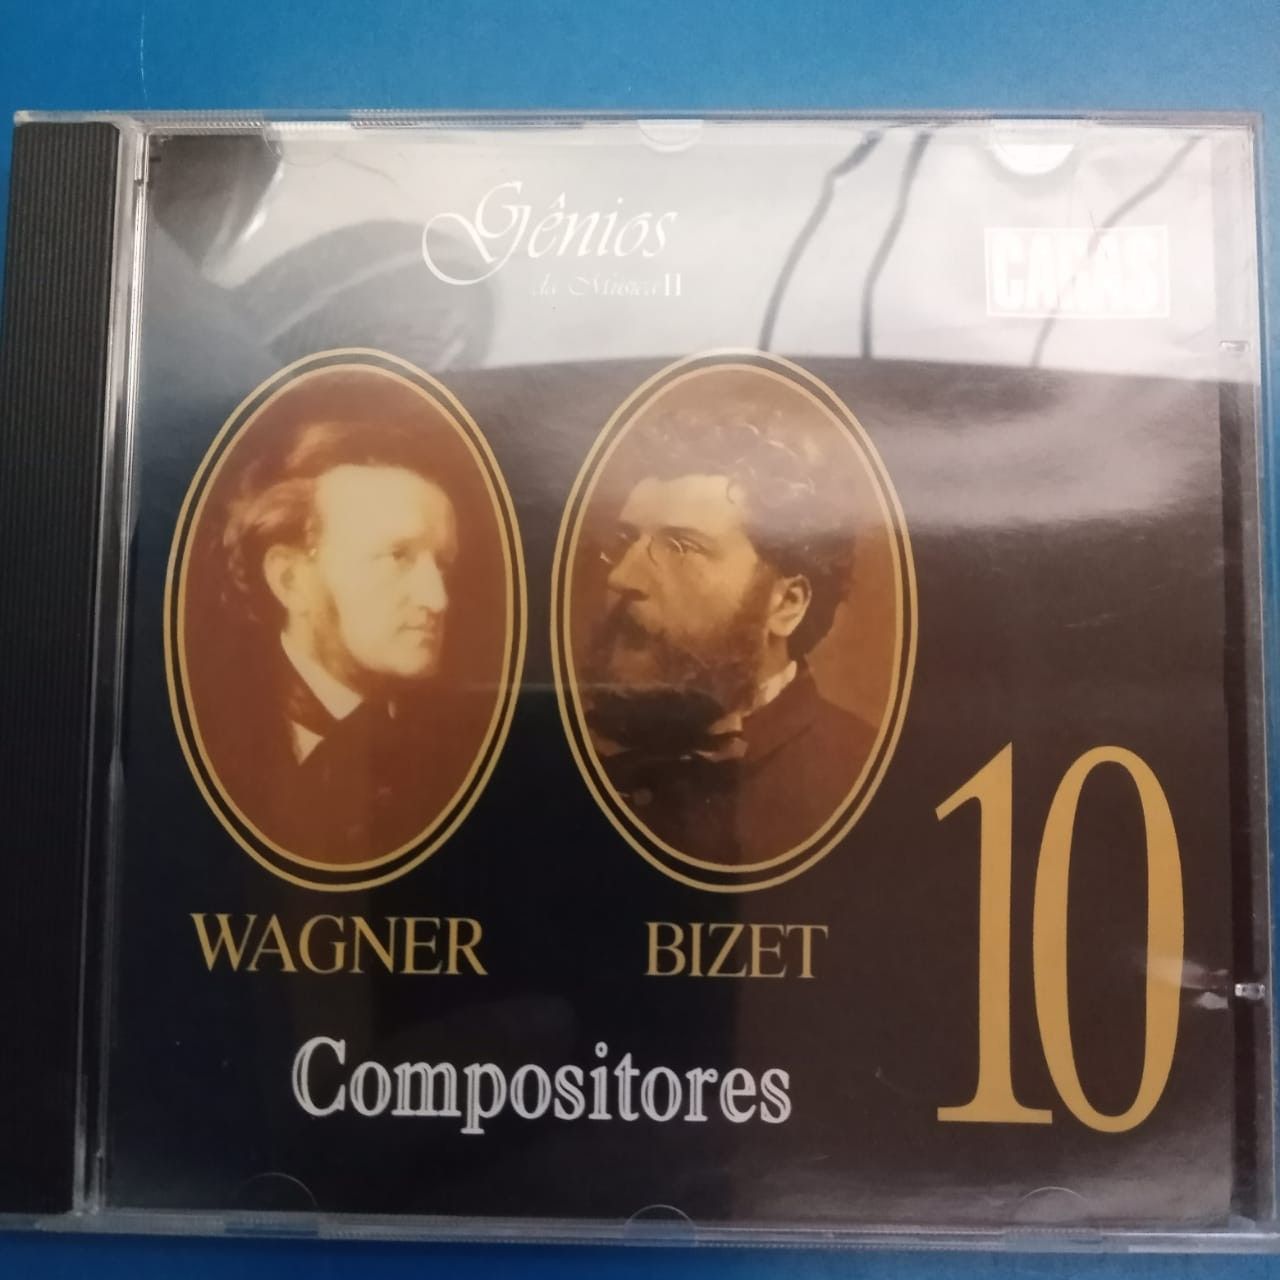 Gênios
da Música II
CARAS
WAGNER
BIZET
10
Compositores